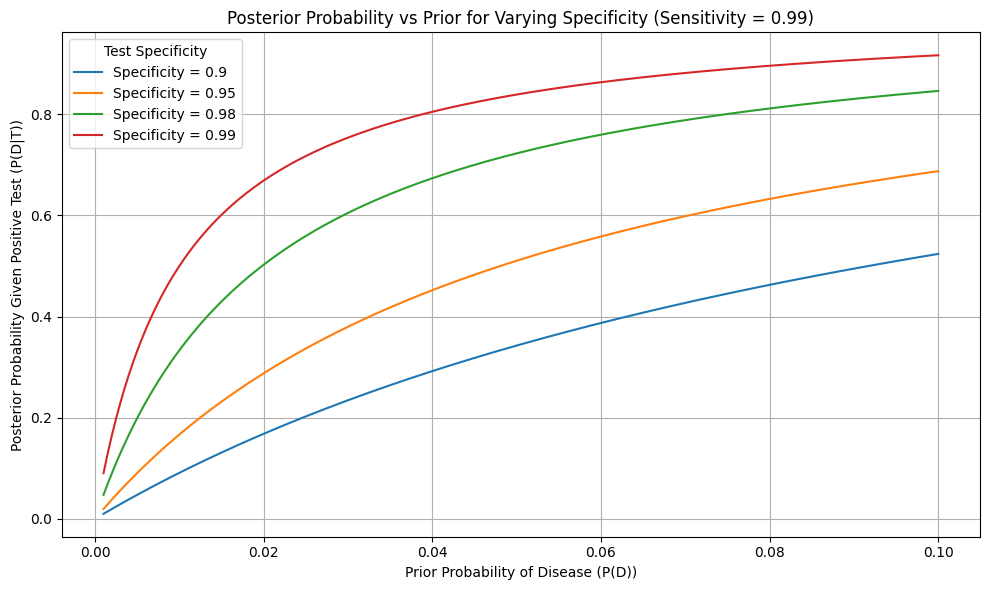 Posterior Probability vs Prior for Varying Specificity (Sensitivity = 0.99)
Test Specificity
Specificity = 0.9
Specificity = 0.95
Specificity = 0.98
Specificity = 0.99
Posterior Probability Given Positive Test (P(D|T))
0.8
0.6
0.4
0.2
0.0
0.00 0.02 0.04 0.06 0.08 0.10
Prior Probability of Disease (P(D))